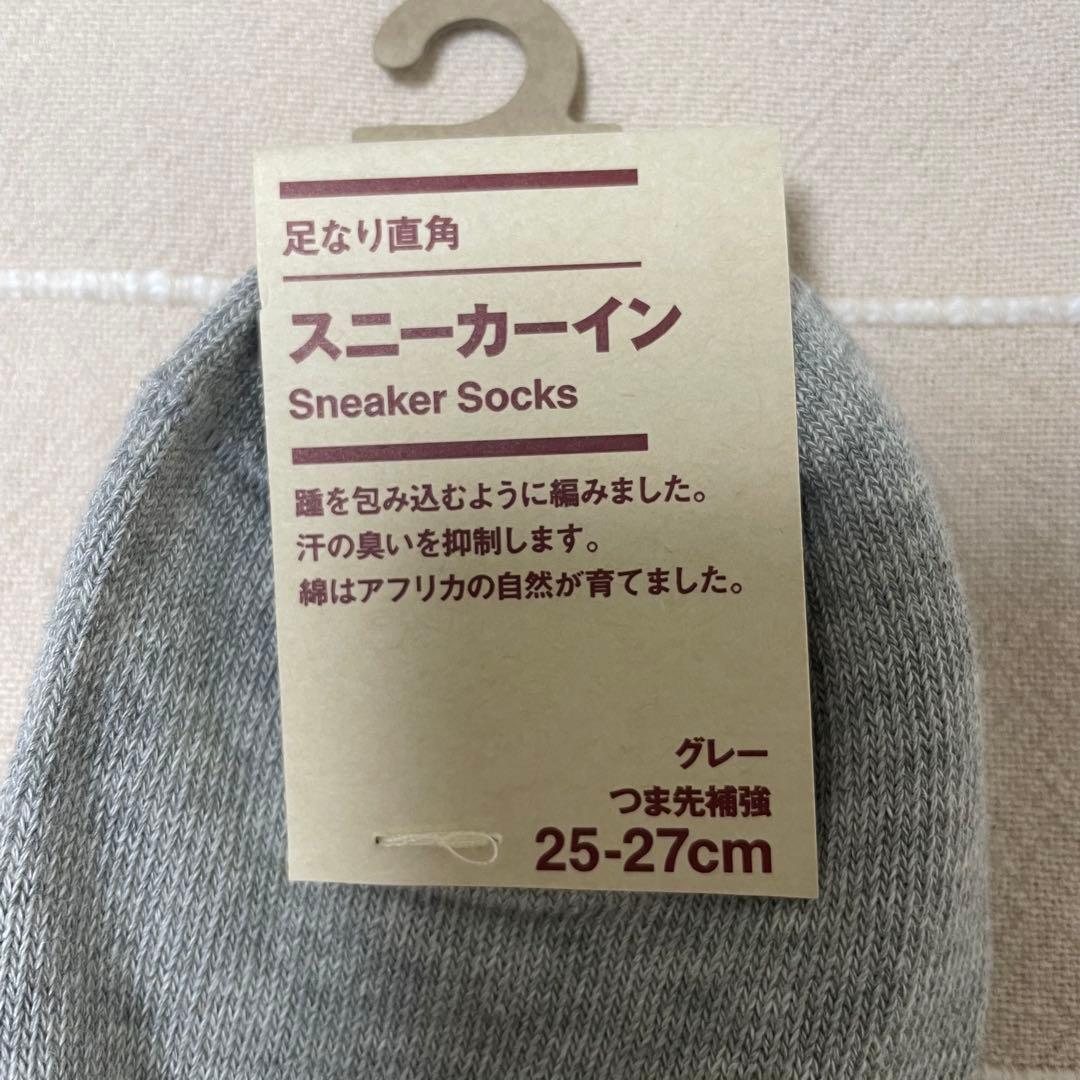 足なり直角
スニーカーイン
Sneaker Socks
踵を包み込むように編みました。
汗の臭いを抑制します。
綿はアフリカの自然が育てました。
グレー
つま先補強
25-27cm